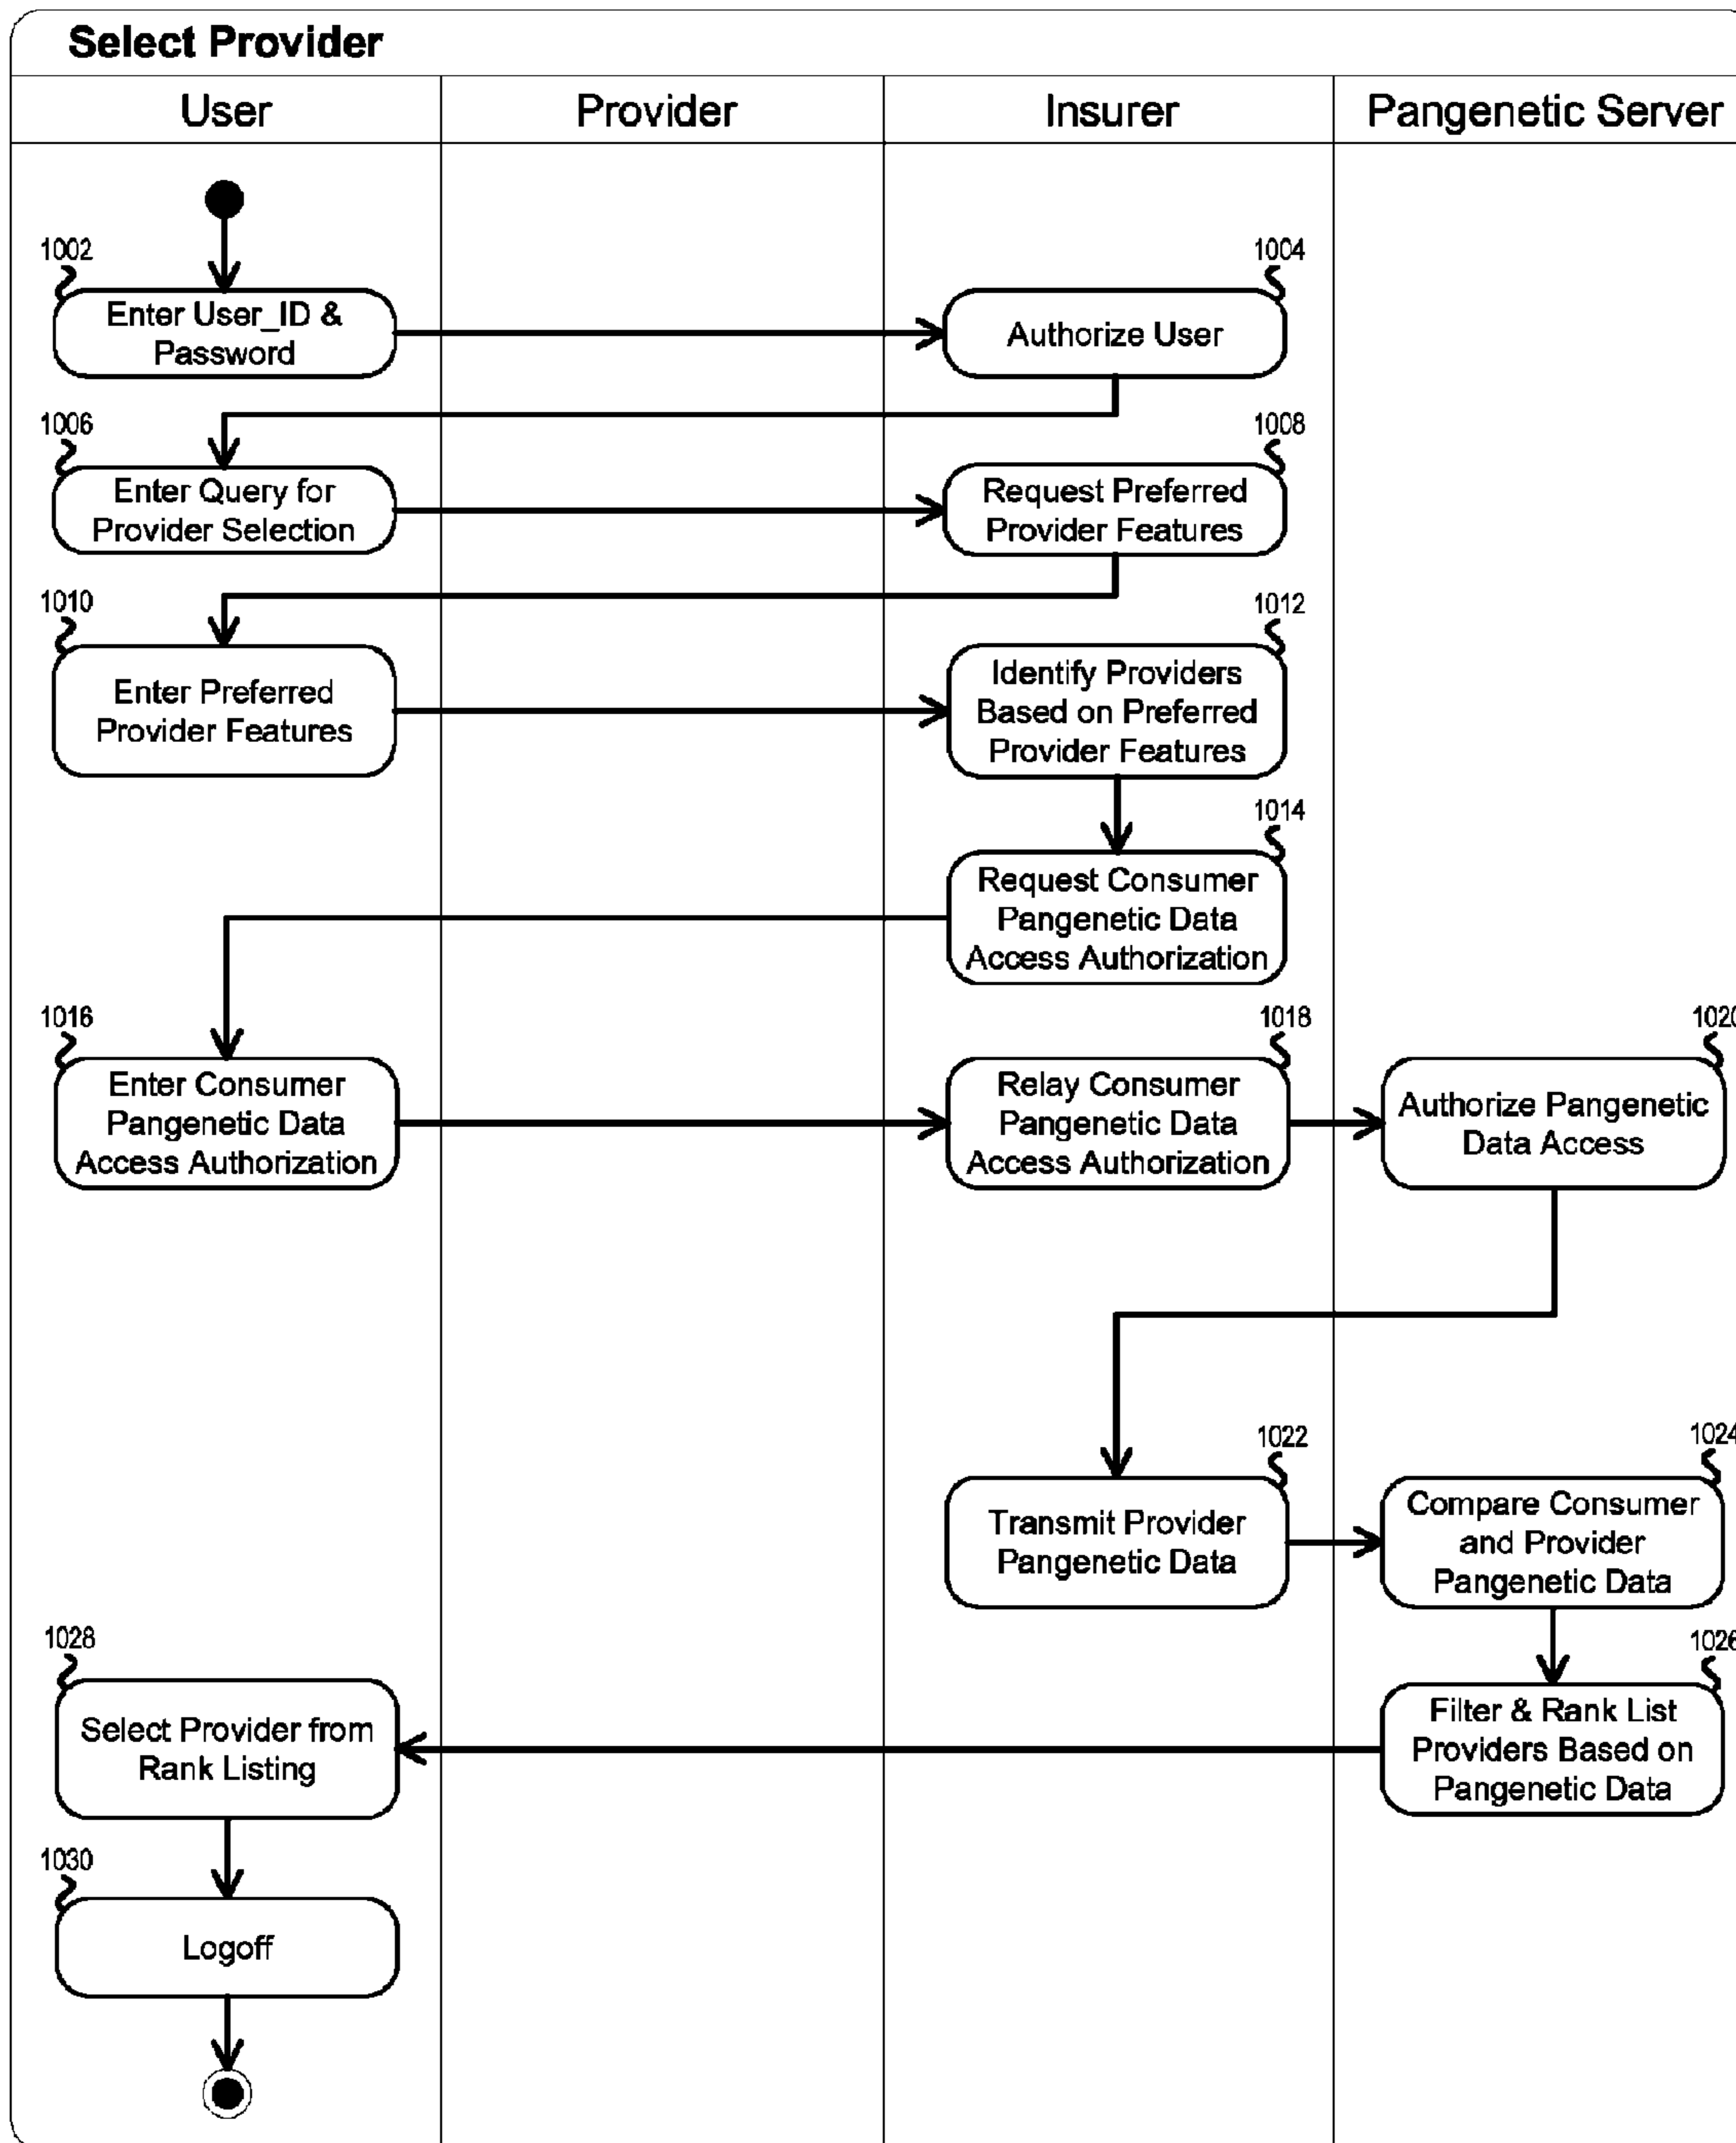 Select Provider
User
Provider
Insurer
Pangenetic Server
1002
Enter User_ID &
Password
1004
Authorize User
1006
Enter Query for
Provider Selection
1008
Request Preferred
Provider Features
1010
Enter Preferred
Provider Features
1012
Identify Providers
Based on Preferred
Provider Features
1014
Request Consumer
Pangenetic Data
Access Authorization
1016
Enter Consumer
Pangenetic Data
Access Authorization
1018
Relay Consumer
Pangenetic Data
Access Authorization
1020
Authorize Pangenetic
Data Access
1022
Transmit Provider
Pangenetic Data
1024
Compare Consumer
and Provider
Pangenetic Data
1026
Filter & Rank List
Providers Based on
Pangenetic Data
1028
Select Provider from
Rank Listing
1030
Logoff